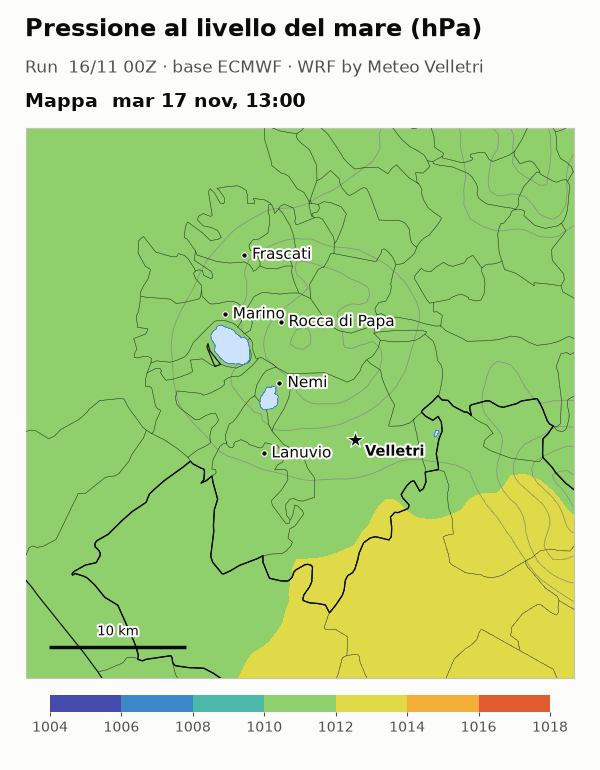 Pressione al livello del mare (hPa)
Run  16/11 00Z · base ECMWF · WRF by Meteo Velletri
Mappa  mar 17 nov, 13:00
Frascati
Marino
Rocca di Papa
Nemi
Velletri
Lanuvio
10 km
1004 1006 1008 1010 1012 1014 1016 1018